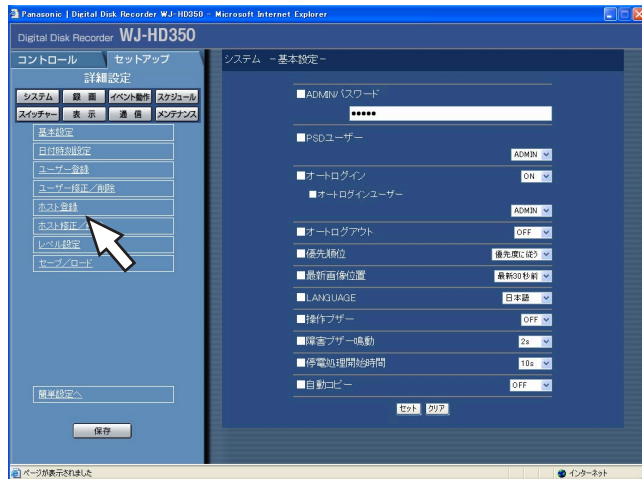 Panasonic | Digital Disk Recorder WJ-HD350 - Microsoft Internet Explorer
Digital Disk Recorder WJ-HD350
コントロール セットアップ
詳細設定
システム 録 画 イベント動作 スケジュール
スイッチャー 表 示 通 信 メンテナンス
基本設定
日付時刻設定
ユーザー登録
ユーザー修正／削除
ホスト登録
ホスト修正／
レベル設定
セーブ／ロード
簡単設定へ
保存
システム －基本設定－
■ADMINパスワード
●●●●●
■PSDユーザー
ADMIN
■オートログイン ON
■オートログインユーザー
ADMIN
■オートログアウト OFF
■優先順位 優先度に従う
■最新画像位置 最新30秒前
■LANGUAGE 日本語
■操作ブザー OFF
■障害ブザー鳴動 2s
■停電処理開始時間 10s
■自動コピー OFF
セット クリア
ページが表示されました インターネット